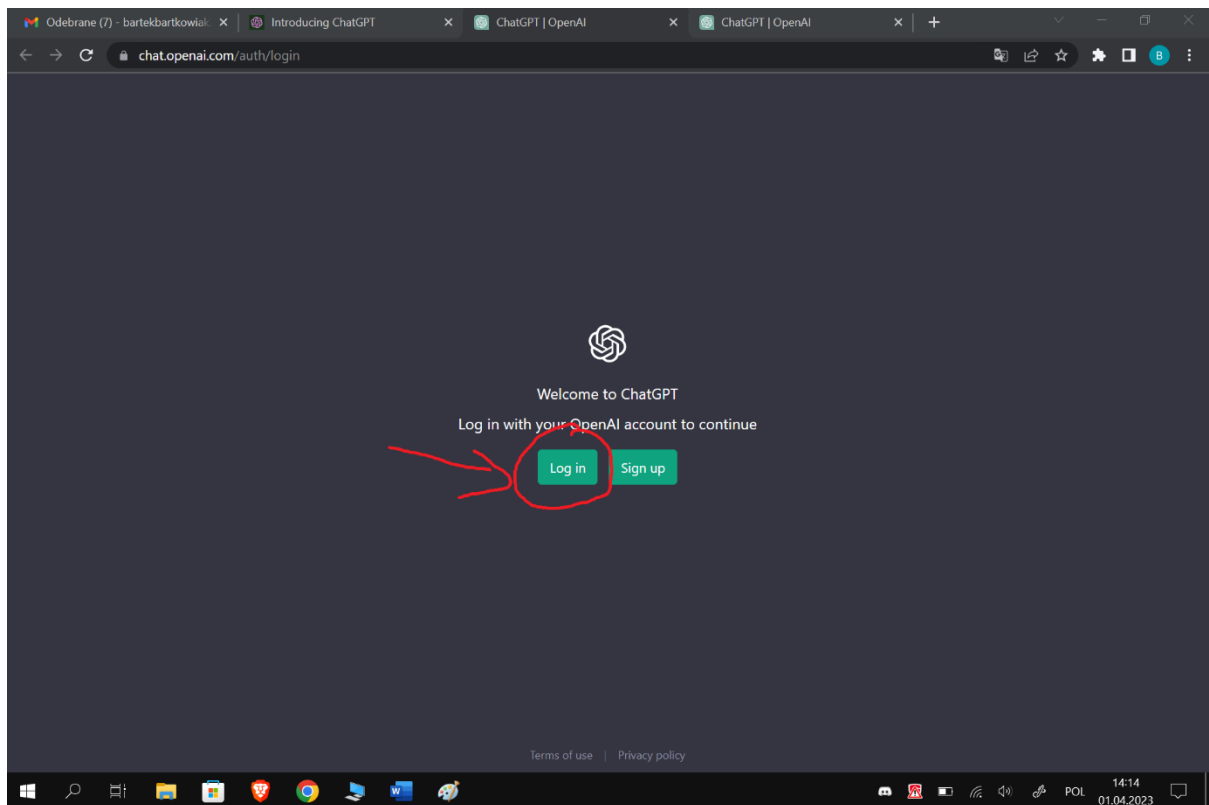 Odebrane (7) - bartekbartkowiak
Introducing ChatGPT
ChatGPT | OpenAI
ChatGPT | OpenAI
chat.openai.com/auth/login
B
Welcome to ChatGPT
Log in with your OpenAI account to continue
Log in
Sign up
Terms of use | Privacy policy
W
POL
14:14
01.04.2023